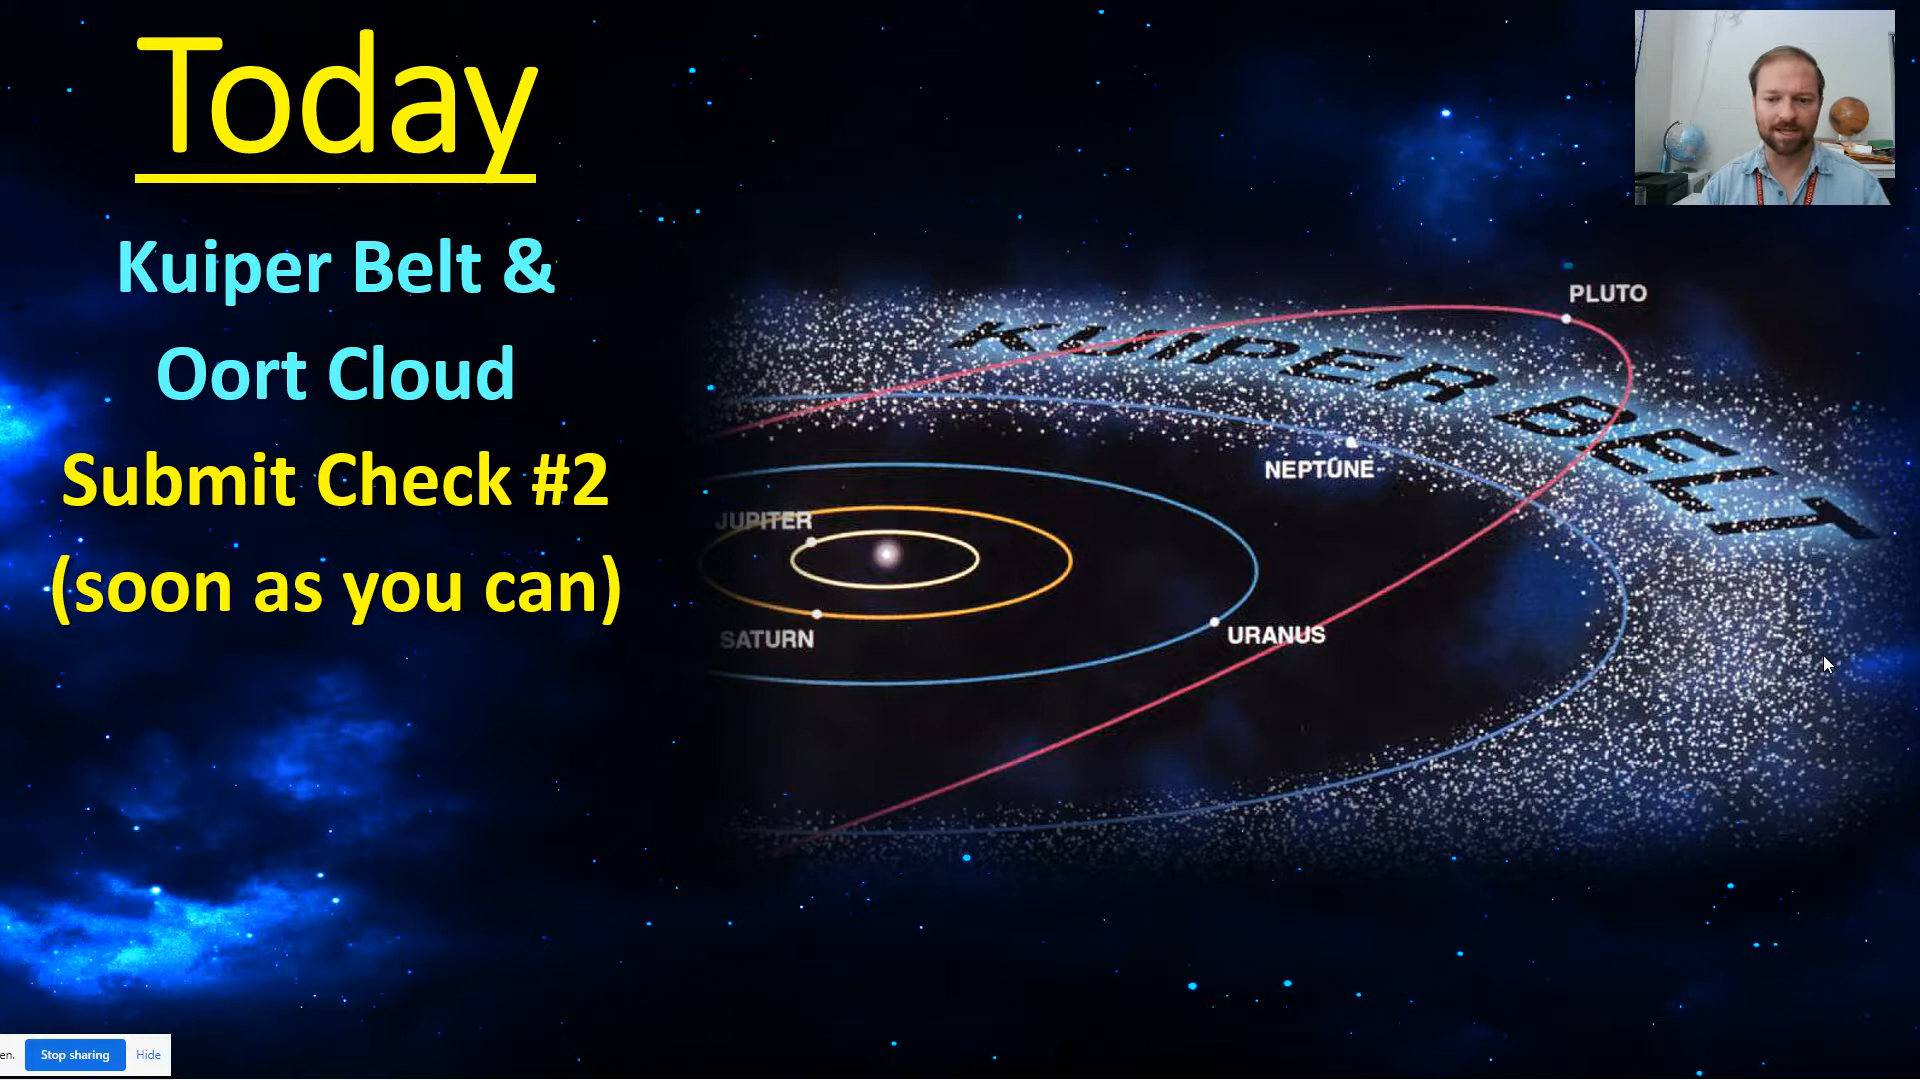 Today
Kuiper Belt &
Oort Cloud
Submit Check #2
(soon as you can)
PLUTO
KUIPER BELT
NEPTUNE
JUPITER
SATURN
URANUS
en.
Stop sharing
Hide